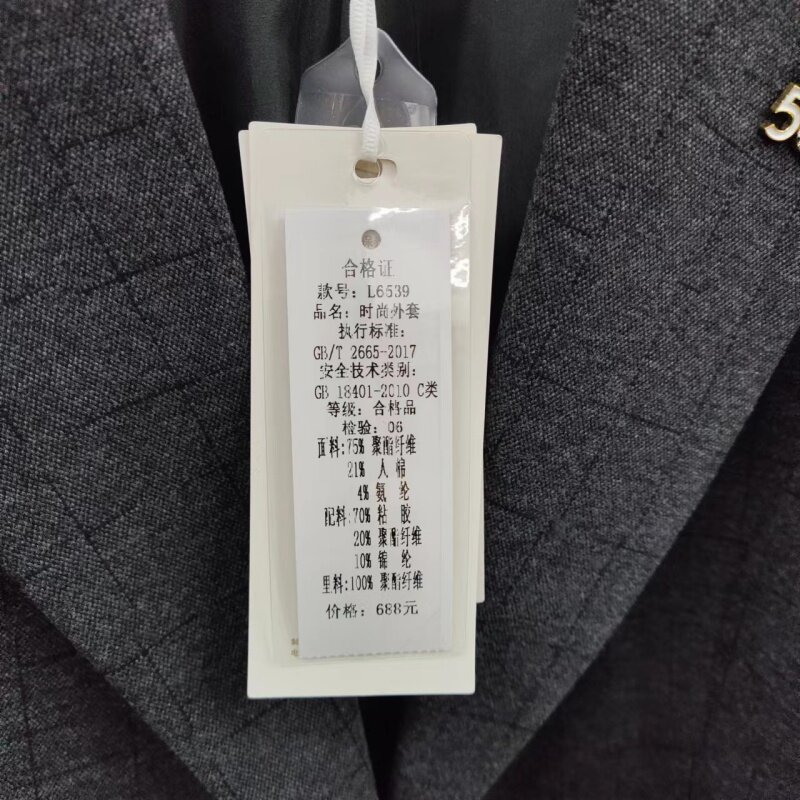 合格证
款号: L6539
品名: 时尚外套
执行标准:
GB/T 2665-2017
安全技术类别:
GB 18401-2010 C类
等级: 合格品
检验: 06
面料:75% 聚酯纤维
21% 人棉
4% 氨纶
配料:70% 粘胶
20% 聚酯纤维
10% 锦纶
里料:100% 聚酯纤维
价格: 688元
5